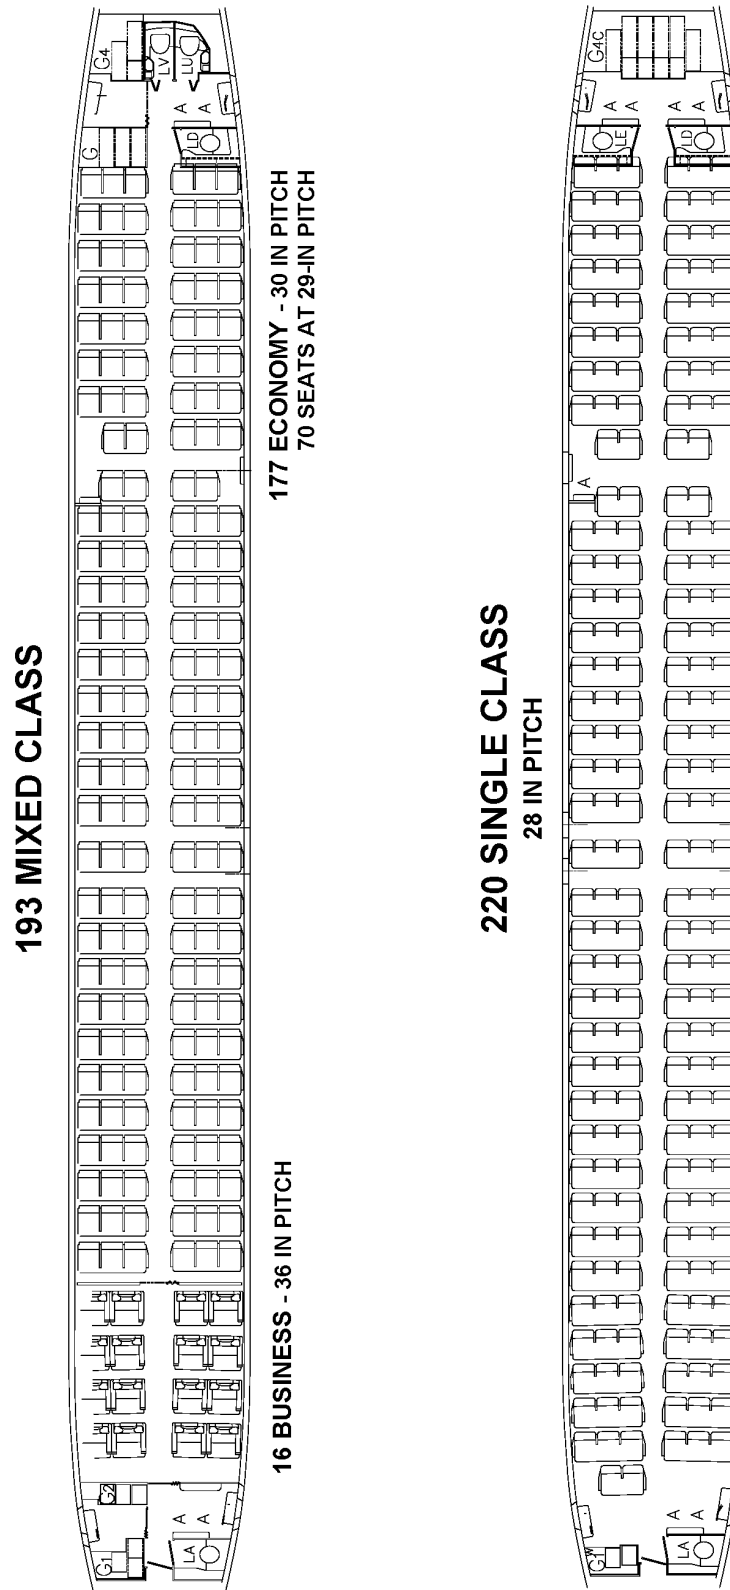 193 MIXED CLASS
G4
LV
LU
A
A
G
LD
177 ECONOMY - 30 IN PITCH
70 SEATS AT 29-IN PITCH
16 BUSINESS - 36 IN PITCH
G2
A
A
G1
LA
220 SINGLE CLASS
28 IN PITCH
G4C
A
A
A
A
LE
LD
A
A
A
G1W
LA